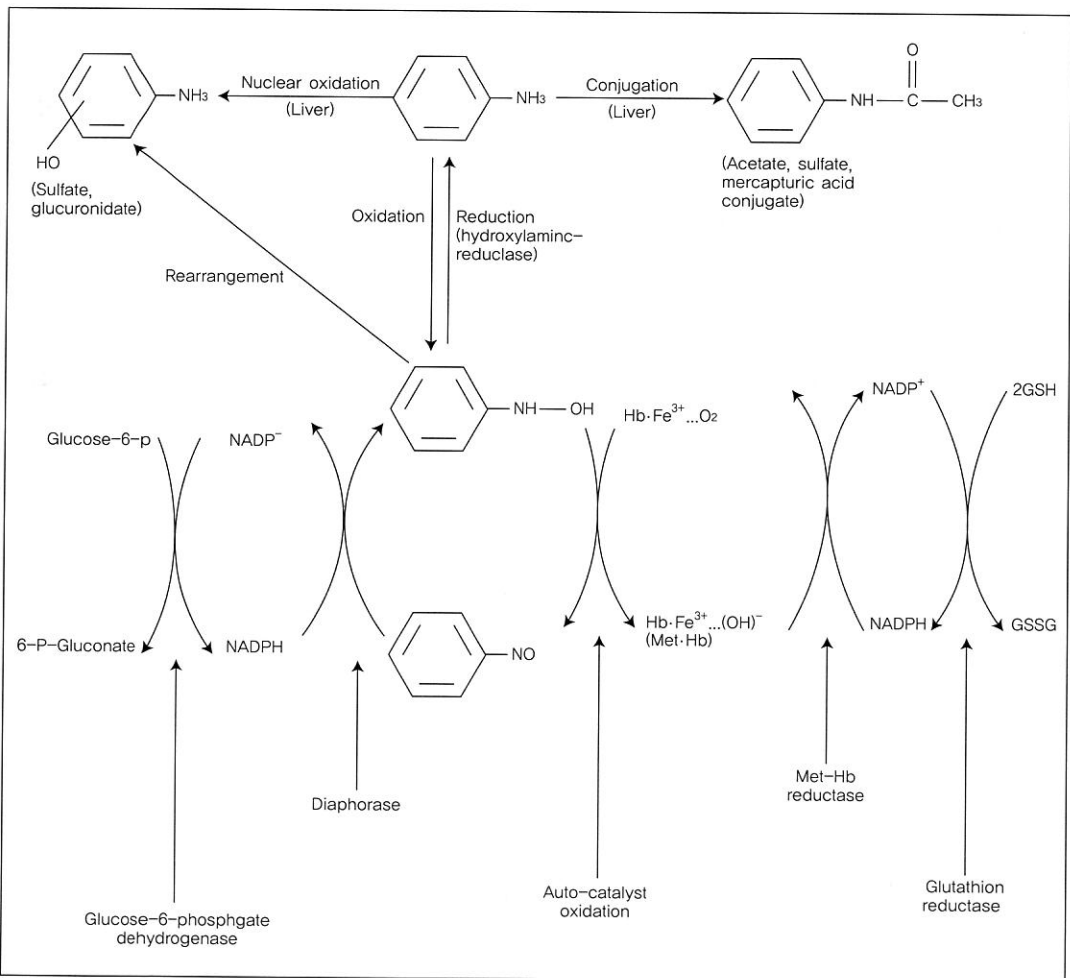 O
Nuclear oxidation
(Liver)
NH₃
NH₃
Conjugation
(Liver)
NH — C — CH₃
HO
(Sulfate,
glucuronidate)
(Acetate, sulfate,
mercapturic acid
conjugate)
Oxidation
Reduction
(hydroxylaminc-
reuclase)
Rearrangement
NH — OH
Hb·Fe³⁺...O₂
NADP⁺
2GSH
Glucose-6-p
NADP⁻
6-P-Gluconate
NADPH
NO
Hb·Fe³⁺...(OH)⁻
(Met·Hb)
NADPH
GSSG
Diaphorase
Met-Hb
reductase
Auto-catalyst
oxidation
Glutathion
reductase
Glucose-6-phosphgate
dehydrogenase